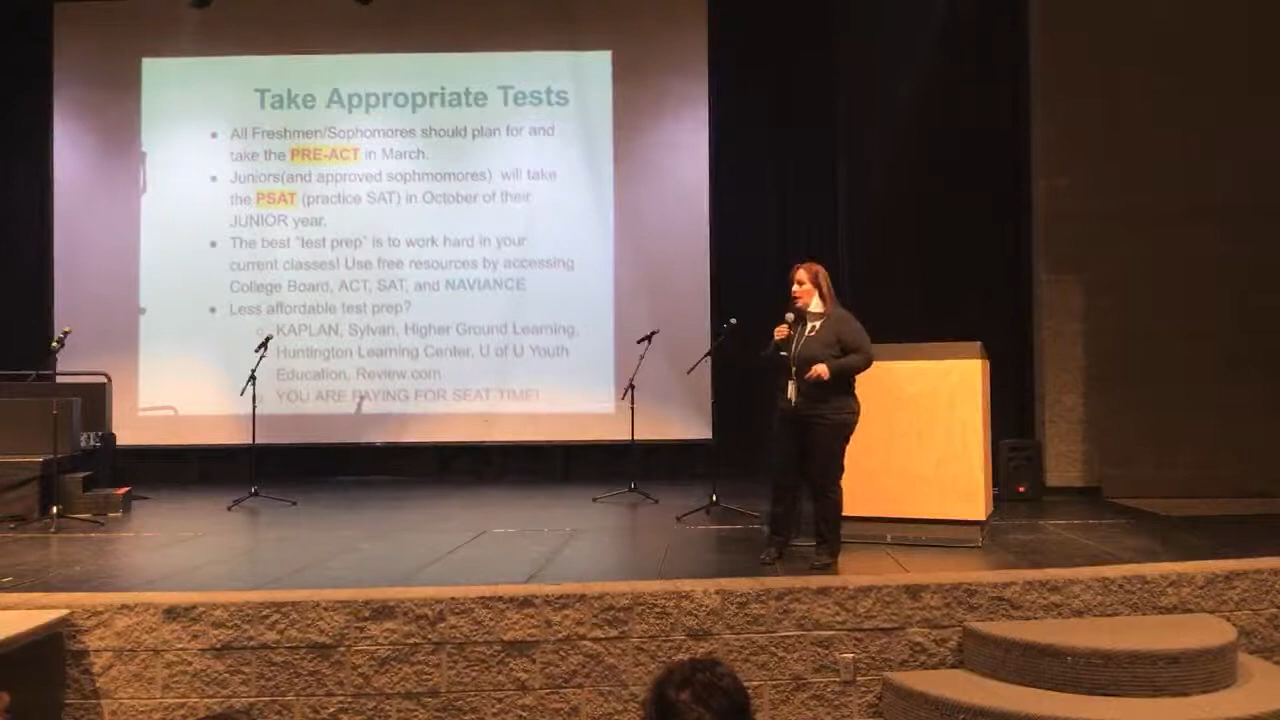 Take Appropriate Tests
All Freshmen/Sophomores should plan for and
take the PRE-ACT in March.
Juniors(and approved sophmomores) will take
the PSAT (practice SAT) in October of their
JUNIOR year.
The best "test prep" is to work hard in your
current classes! Use free resources by accessing
College Board, ACT, SAT, and NAVIANCE
Less affordable test prep?
KAPLAN, Sylvan, Higher Ground Learning,
Huntington Learning Center, U of U Youth
Education, Review.com
YOU ARE PAYING FOR SEAT TIME!